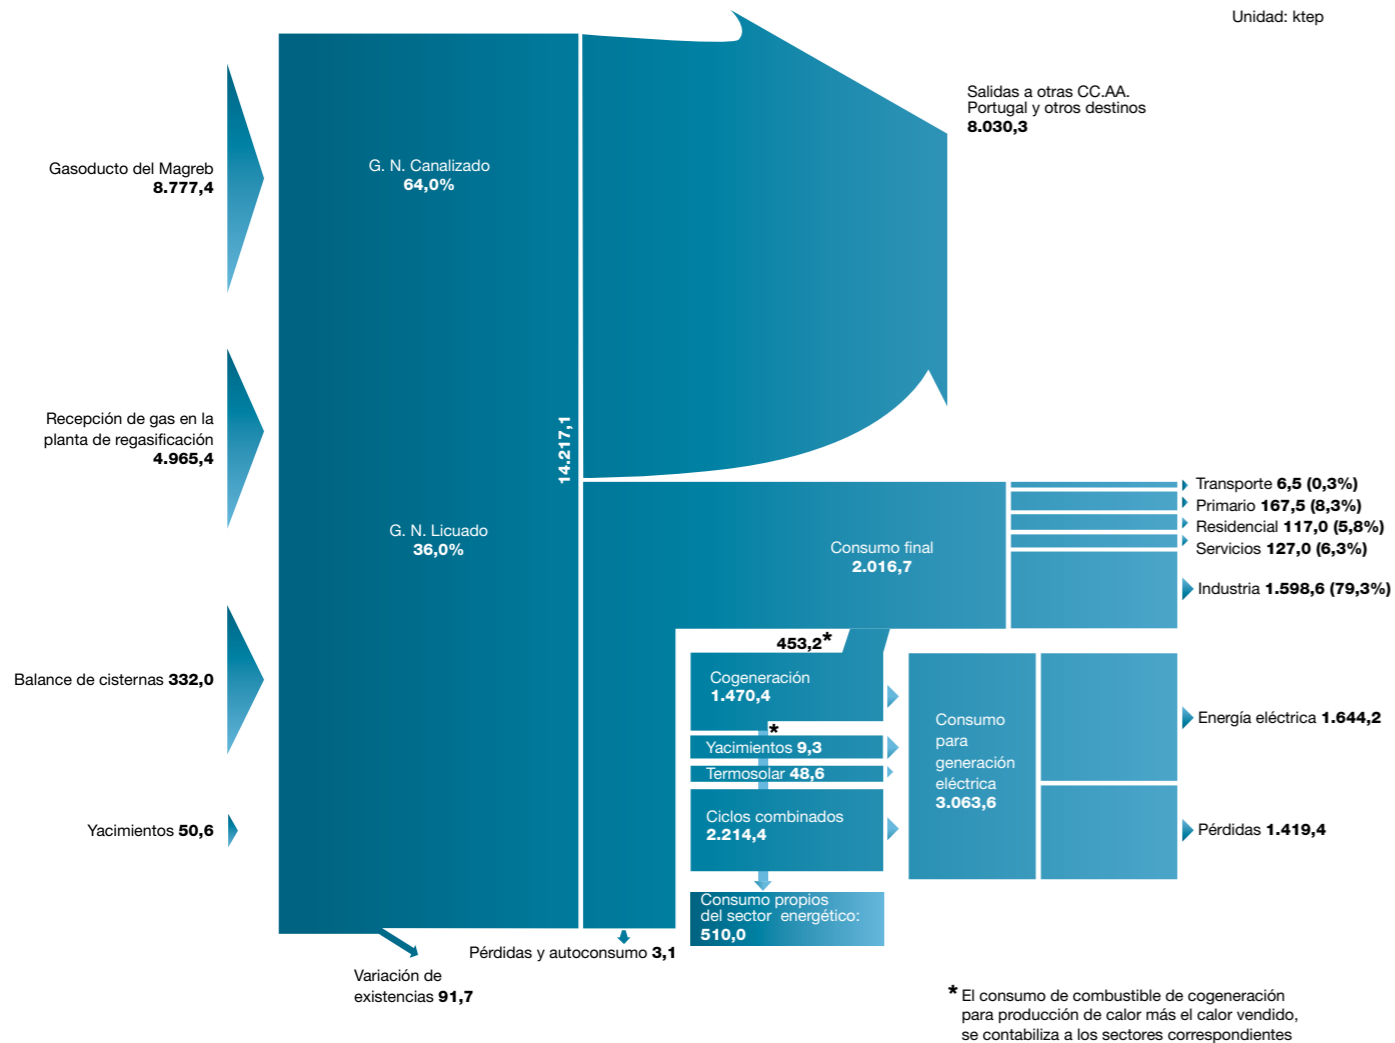 Unidad: ktep
Salidas a otras CC.AA.
Portugal y otros destinos
8.030,3
Gasoducto del Magreb
8.777,4
G. N. Canalizado
64,0%
Recepción de gas en la
planta de regasificación
4.965,4
14.217,1
G. N. Licuado
36,0%
Consumo final
2.016,7
Transporte 6,5 (0,3%)
Primario 167,5 (8,3%)
Residencial 117,0 (5,8%)
Servicios 127,0 (6,3%)
Industria 1.598,6 (79,3%)
453,2*
Balance de cisternas 332,0
Cogeneración
1.470,4
*
Yacimientos 9,3
Termosolar 48,6
Ciclos combinados
2.214,4
Consumo
para
generación
eléctrica
3.063,6
Energía eléctrica 1.644,2
Pérdidas 1.419,4
Yacimientos 50,6
Consumo propios
del sector energético:
510,0
Pérdidas y autoconsumo 3,1
Variación de
existencias 91,7
* El consumo de combustible de cogeneración
para producción de calor más el calor vendido,
se contabiliza a los sectores correspondientes